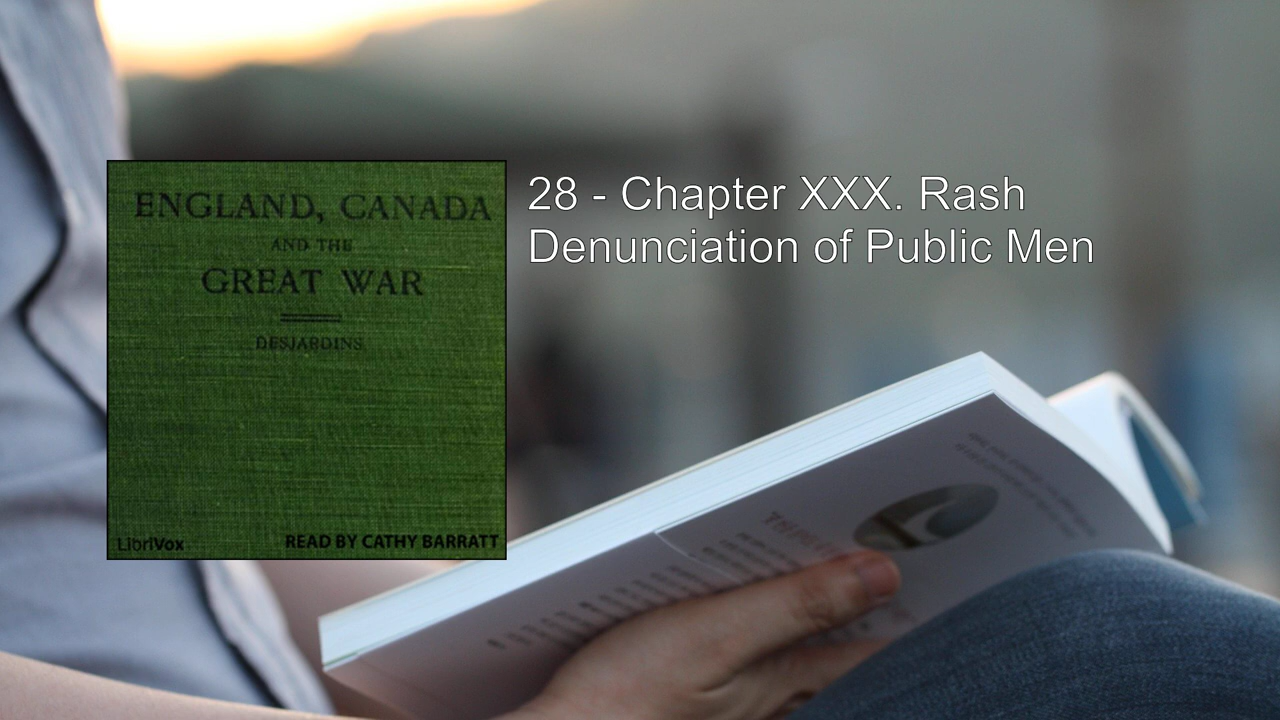 ENGLAND, CANADA
AND THE
GREAT WAR
DESJARDINS
LibriVox
READ BY CATHY BARRATT
28 - Chapter XXX. Rash
Denunciation of Public Men